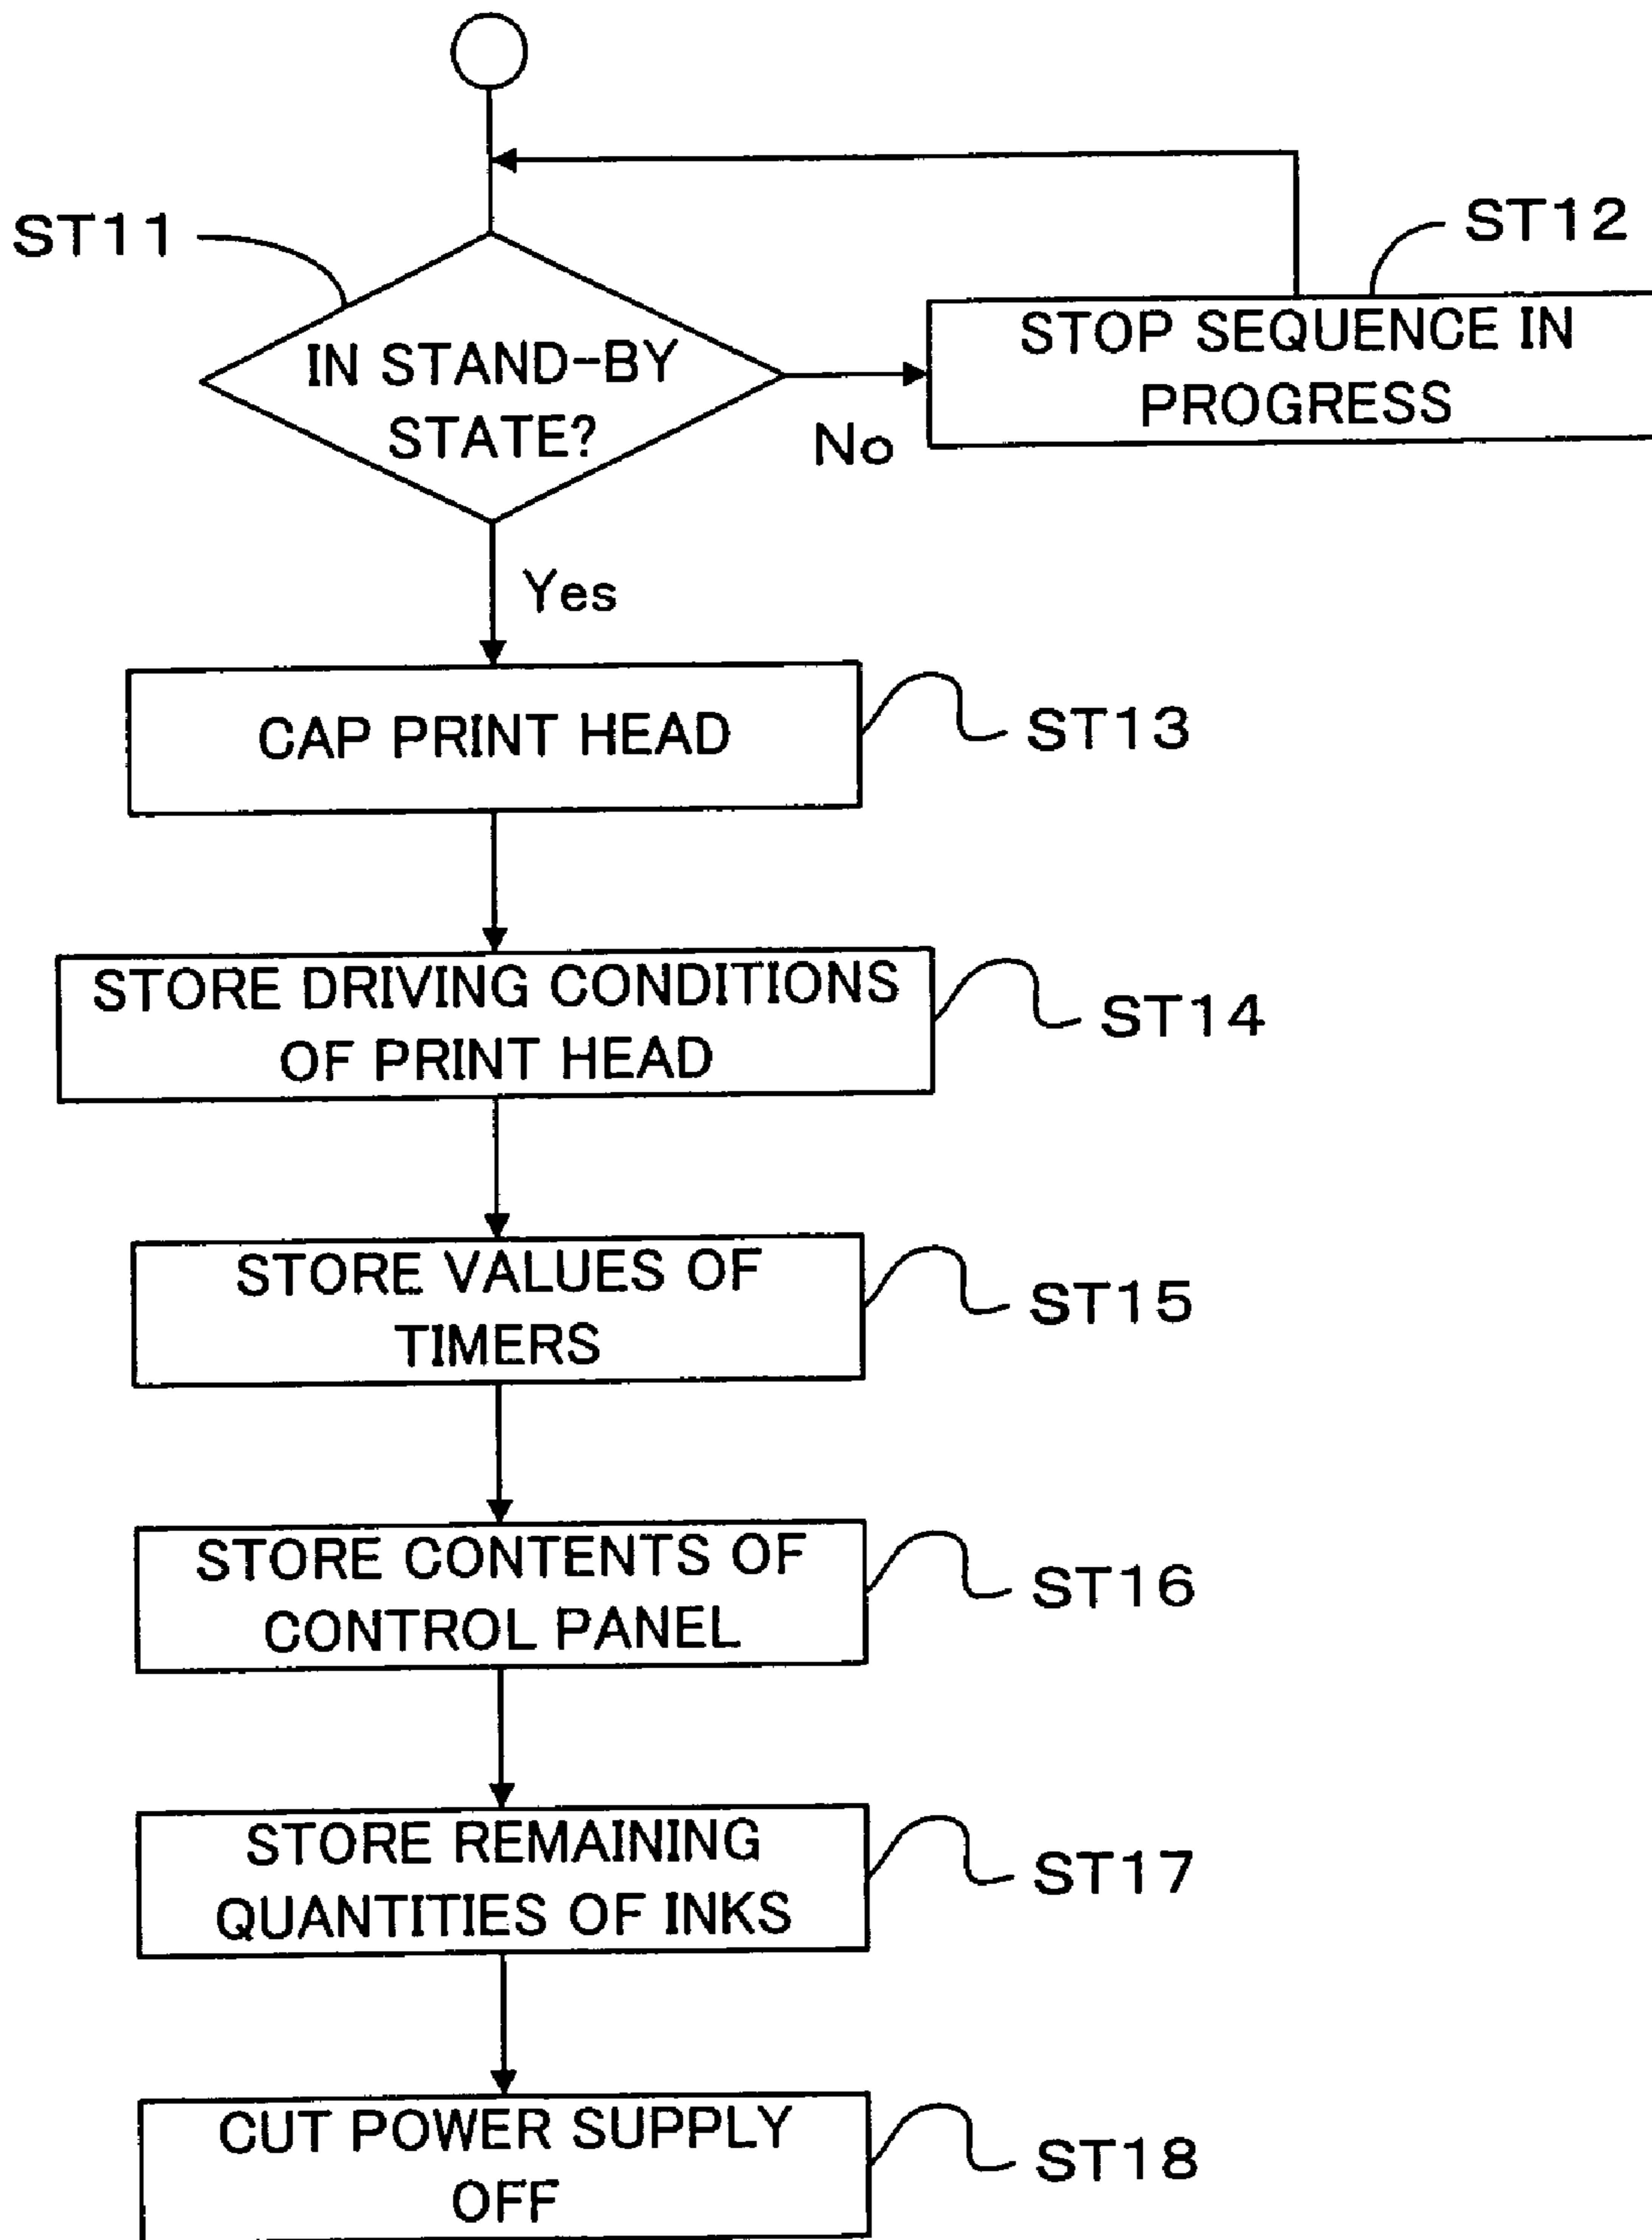 ST11
IN STAND-BY
STATE?
No
ST12
STOP SEQUENCE IN
PROGRESS
Yes
CAP PRINT HEAD
ST13
STORE DRIVING CONDITIONS
OF PRINT HEAD
ST14
STORE VALUES OF
TIMERS
ST15
STORE CONTENTS OF
CONTROL PANEL
ST16
STORE REMAINING
QUANTITIES OF INKS
ST17
CUT POWER SUPPLY
OFF
ST18